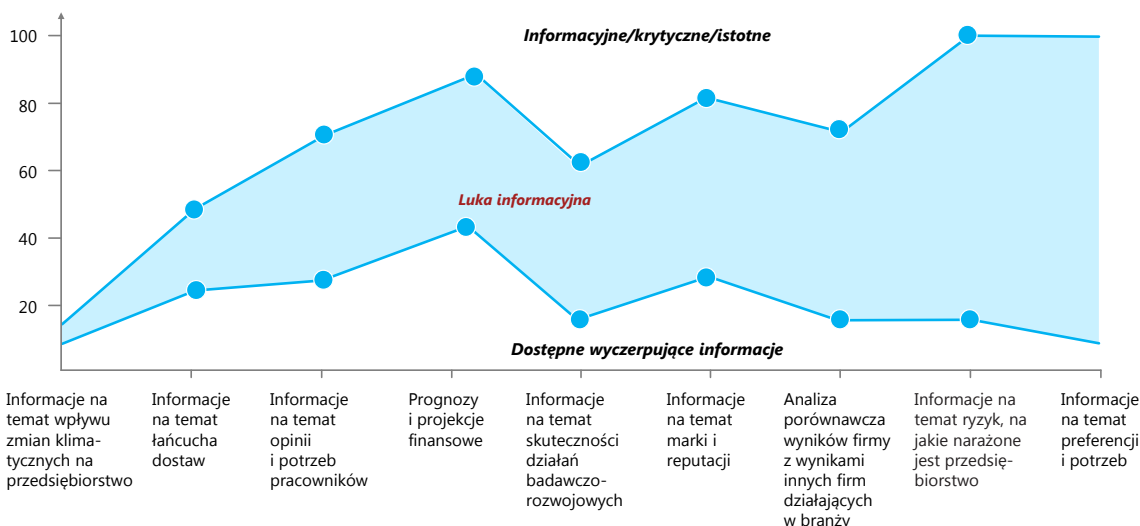 100
80
60
40
20
Informacyjne/krytyczne/istotne
Luka informacyjna
Dostępne wyczerpujące informacje
Informacje na
temat wpływu
zmian klima-
tycznych na
przedsiębiorstwo
Informacje
na temat
łańcucha
dostaw
Informacje
na temat
opinii
i potrzeb
pracowników
Prognozy
i projekcje
finansowe
Informacje
na temat
skuteczności
działań
badawczo-
rozwojowych
Informacje
na temat
marki i
reputacji
Analiza
porównawcza
wyników firmy
z wynikami
innych firm
działających
w branży
Informacje na
temat ryzyk, na
jakie narażone
jest przedsię-
biorstwo
Informacje
na temat
preferencji
i potrzeb